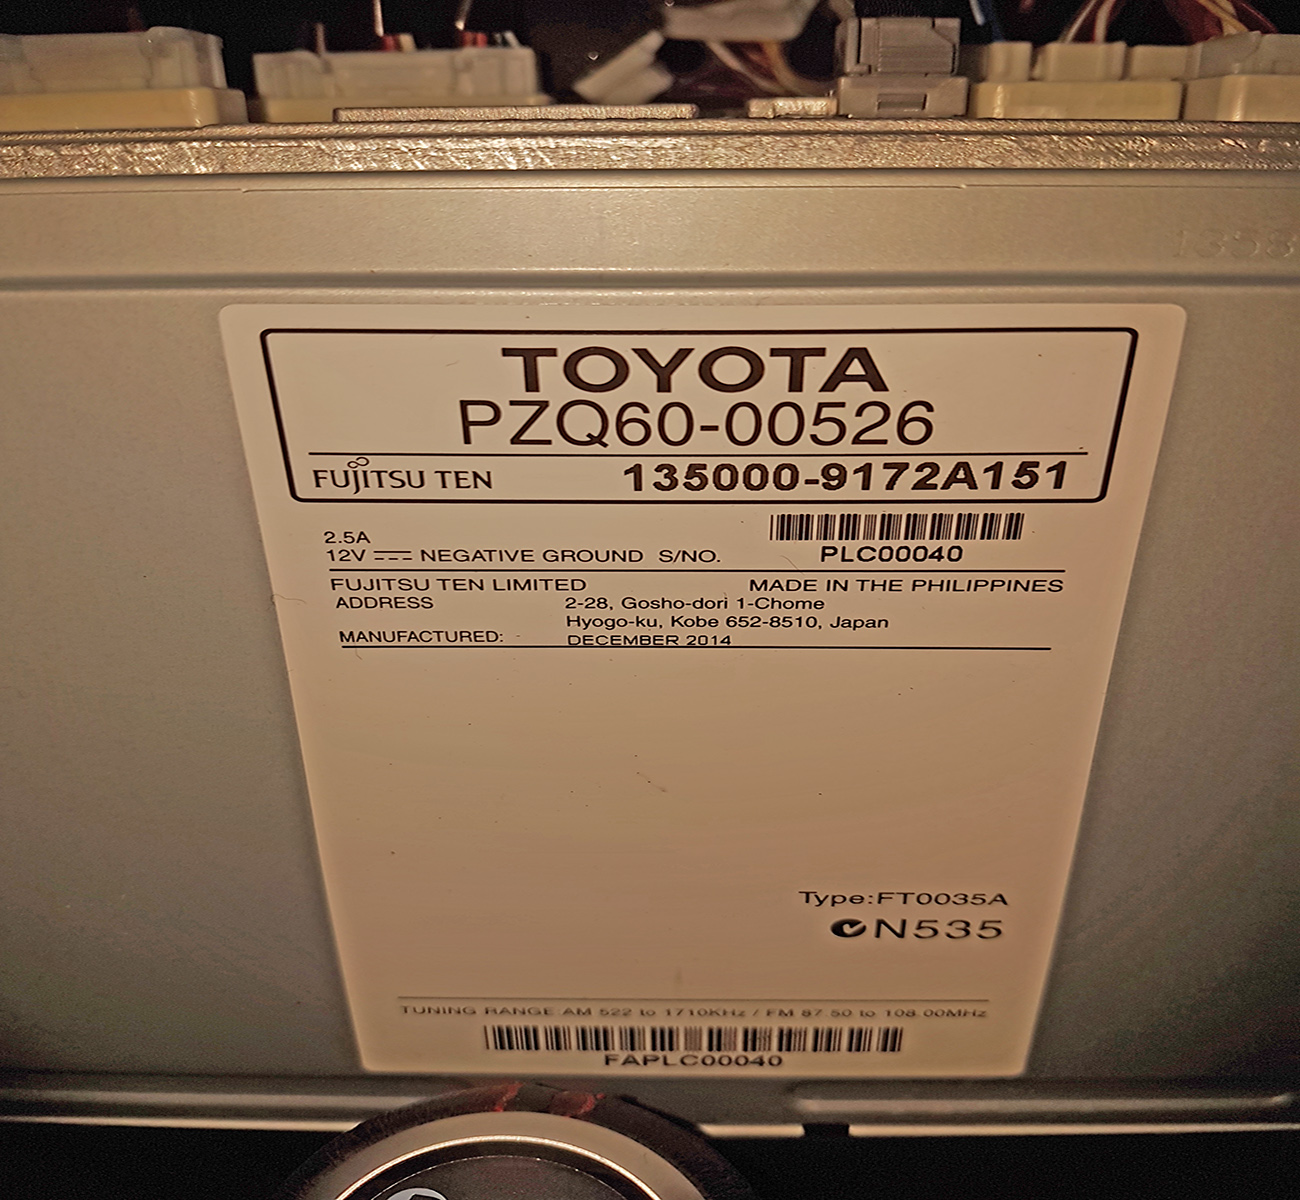 1358
TOYOTA
PZQ60-00526
FUJITSU TEN 135000-9172A151
2.5A
12V NEGATIVE GROUND S/NO. PLC00040
FUJITSU TEN LIMITED MADE IN THE PHILIPPINES
ADDRESS 2-28, Gosho-dori 1-Chome
Hyogo-ku, Kobe 652-8510, Japan
MANUFACTURED: DECEMBER 2014
Type:FT0035A
N535
TUNING RANGE AM 522 to 1710KHz / FM 87.50 to 108.00MHz
FAPLC00040